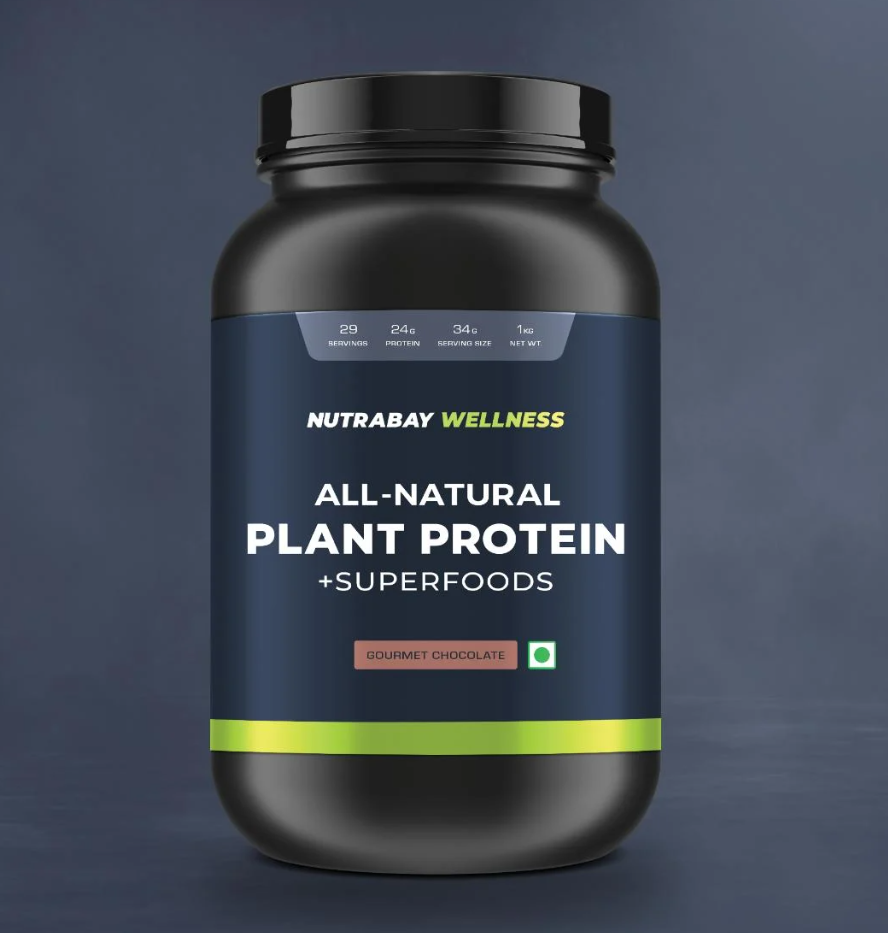 29 24G 34G 1KG
SERVINGS PROTEIN SERVING SIZE NET WT.
NUTRABAY WELLNESS
ALL-NATURAL
PLANT PROTEIN
+SUPERFOODS
GOURMET CHOCOLATE